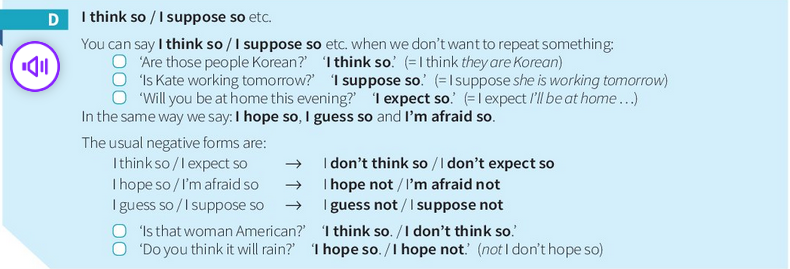 D I think so / I suppose so etc.
You can say I think so / I suppose so etc. when we don’t want to repeat something:
‘Are those people Korean?’ ‘I think so.’ (= I think they are Korean)
‘Is Kate working tomorrow?’ ‘I suppose so.’ (= I suppose she is working tomorrow)
‘Will you be at home this evening?’ ‘I expect so.’ (= I expect I’ll be at home …)
In the same way we say: I hope so, I guess so and I’m afraid so.
The usual negative forms are:
I think so / I expect so → I don’t think so / I don’t expect so
I hope so / I’m afraid so → I hope not / I’m afraid not
I guess so / I suppose so → I guess not / I suppose not
‘Is that woman American?’ ‘I think so. / I don’t think so.’
‘Do you think it will rain?’ ‘I hope so. / I hope not.’ (not I don’t hope so)